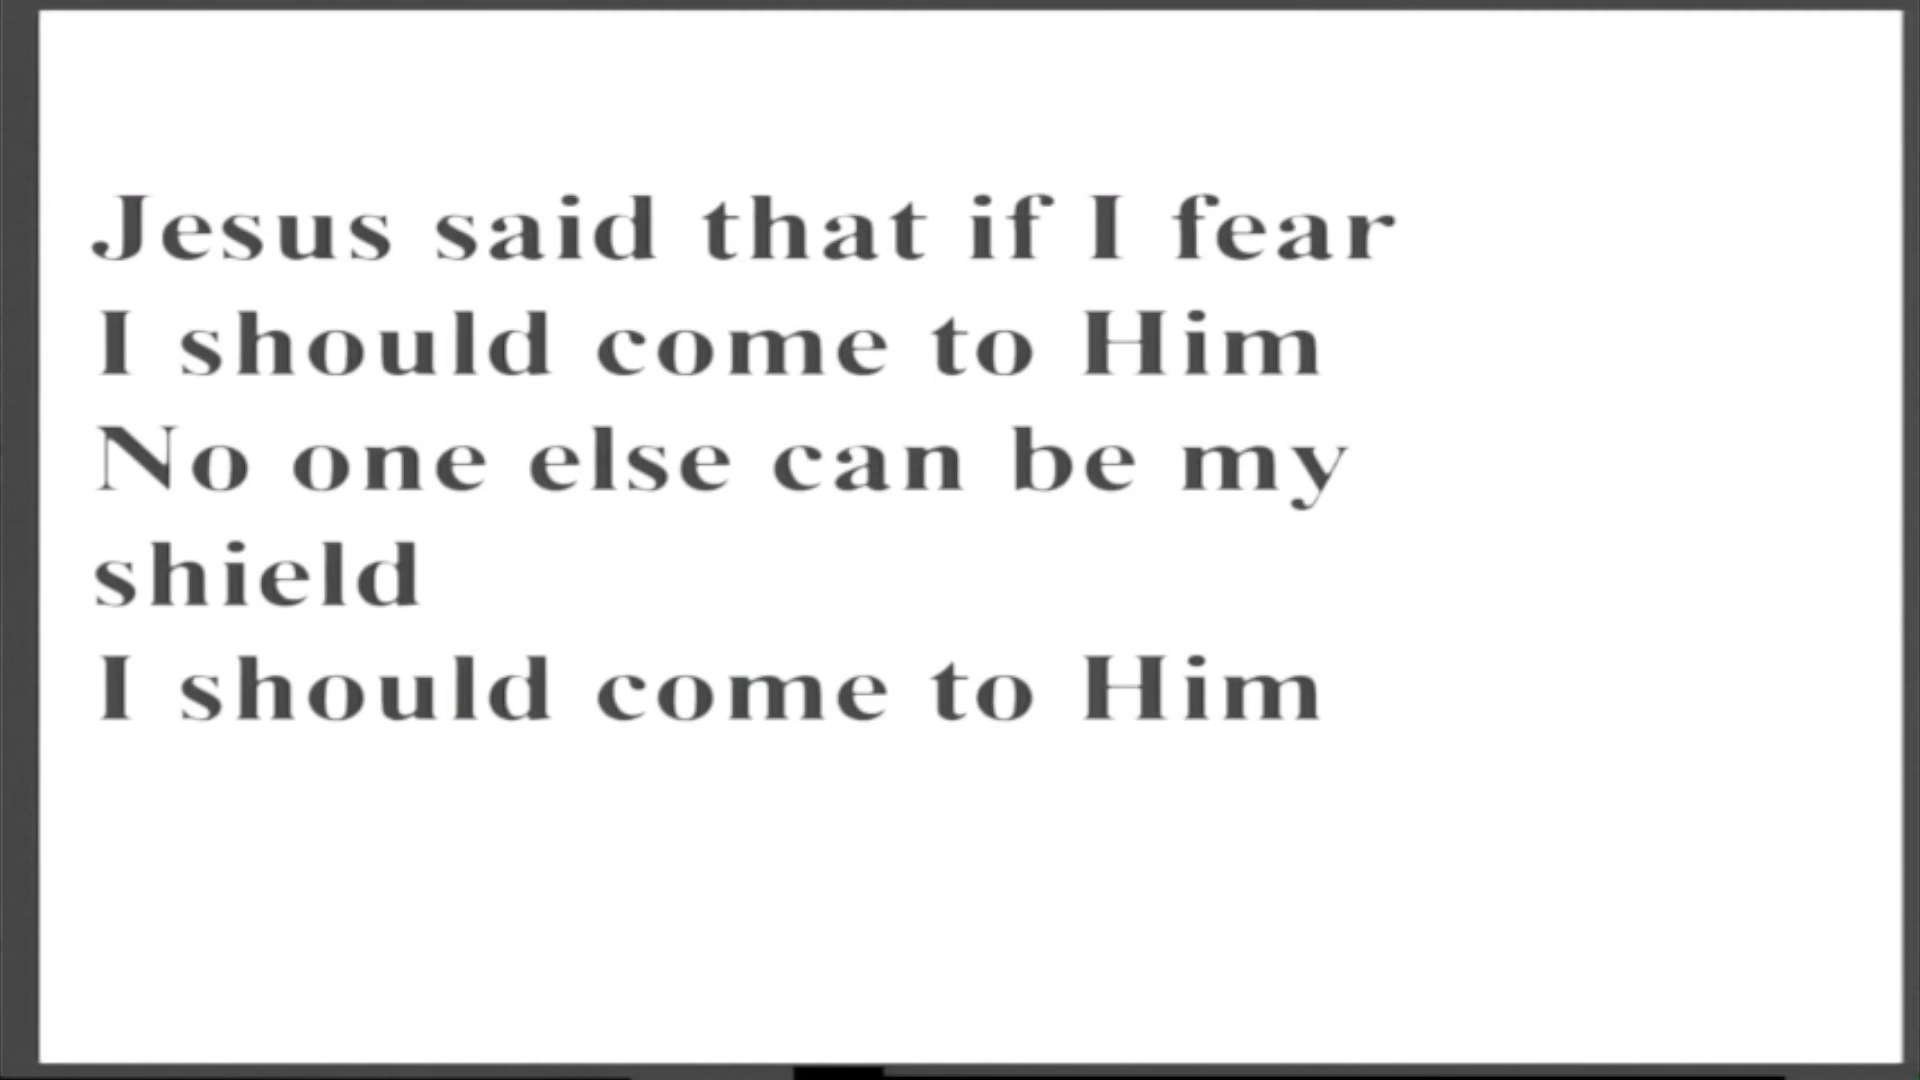 Jesus said that if I fear
I should come to Him
No one else can be my
shield
I should come to Him